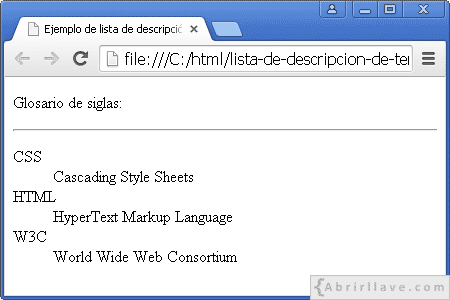 Ejemplo de lista de descripció
file:///C:/html/lista-de-descripcion-de-ter
Glosario de siglas:
CSS
Cascading Style Sheets
HTML
HyperText Markup Language
W3C
World Wide Web Consortium
{Abrirllave.com